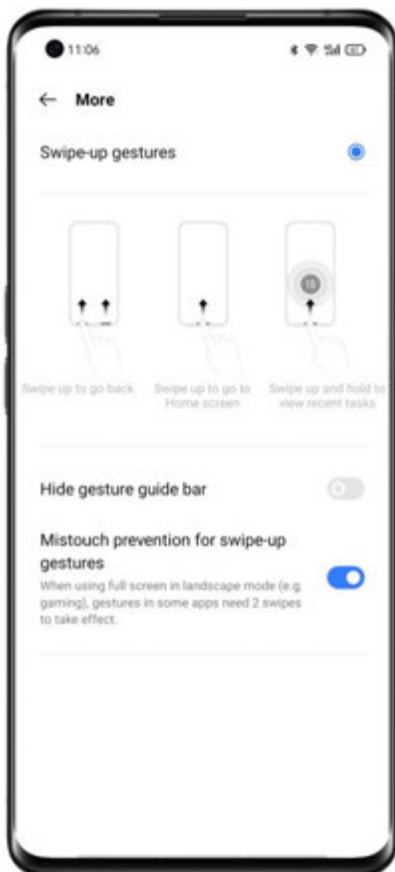 11:06
More
Swipe-up gestures
Swipe up to go back
Swipe up to go to
Home screen
Swipe up and hold to
view recent tasks
Hide gesture guide bar
Mistouch prevention for swipe-up
gestures
When using full screen in landscape mode (e.g.
gaming), gestures in some apps need 2 swipes
to take effect.